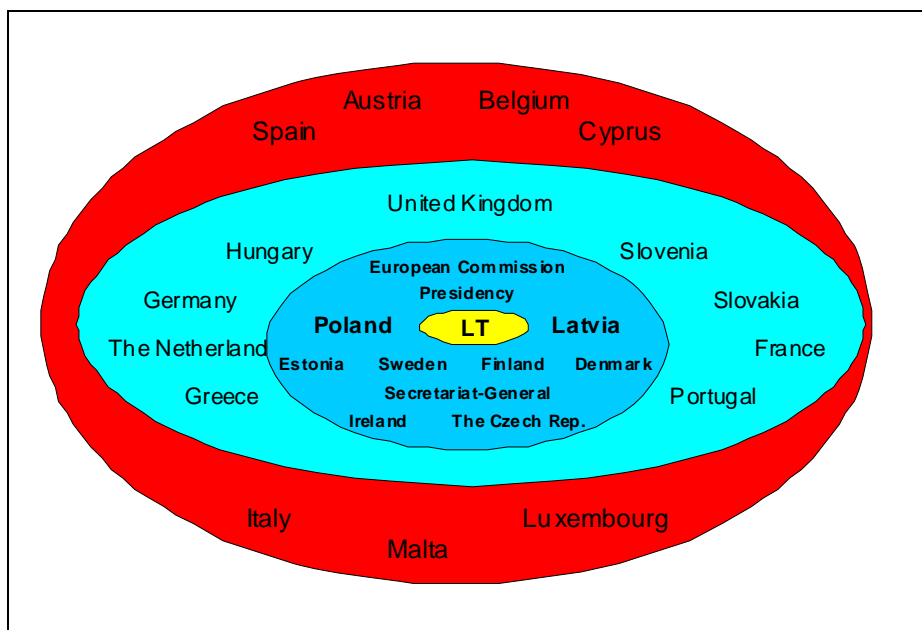 Austria Belgium
Spain Cyprus
United Kingdom
Hungary Slovenia
European Commission
Germany Presidency Slovakia
Poland LT Latvia
The Netherland France
Estonia Sweden Finland Denmark
Greece Secretariat-General Portugal
Ireland The Czech Rep.
Italy Luxembourg
Malta